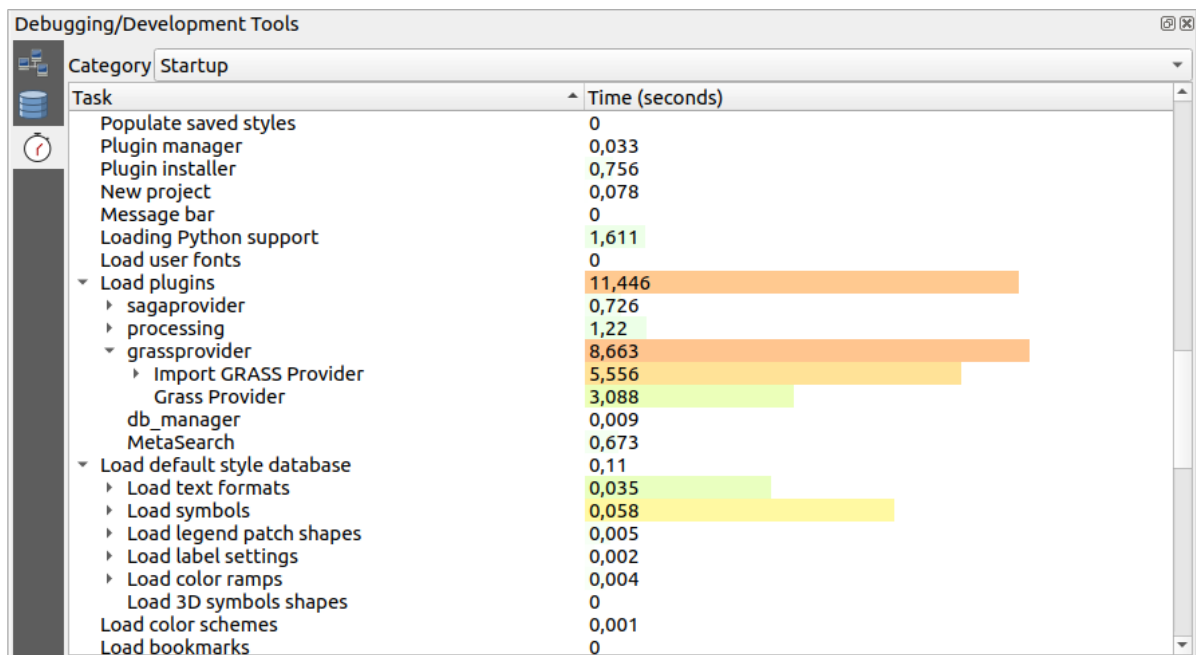 Debugging/Development Tools
Category Startup
Task Time (seconds)
Populate saved styles 0
Plugin manager 0,033
Plugin installer 0,756
New project 0,078
Message bar 0
Loading Python support 1,611
Load user fonts 0
Load plugins 11,446
sagaprovider 0,726
processing 1,22
grassprovider 8,663
Import GRASS Provider 5,556
Grass Provider 3,088
db_manager 0,009
MetaSearch 0,673
Load default style database 0,11
Load text formats 0,035
Load symbols 0,058
Load legend patch shapes 0,005
Load label settings 0,002
Load color ramps 0,004
Load 3D symbols shapes 0
Load color schemes 0,001
Load bookmarks 0